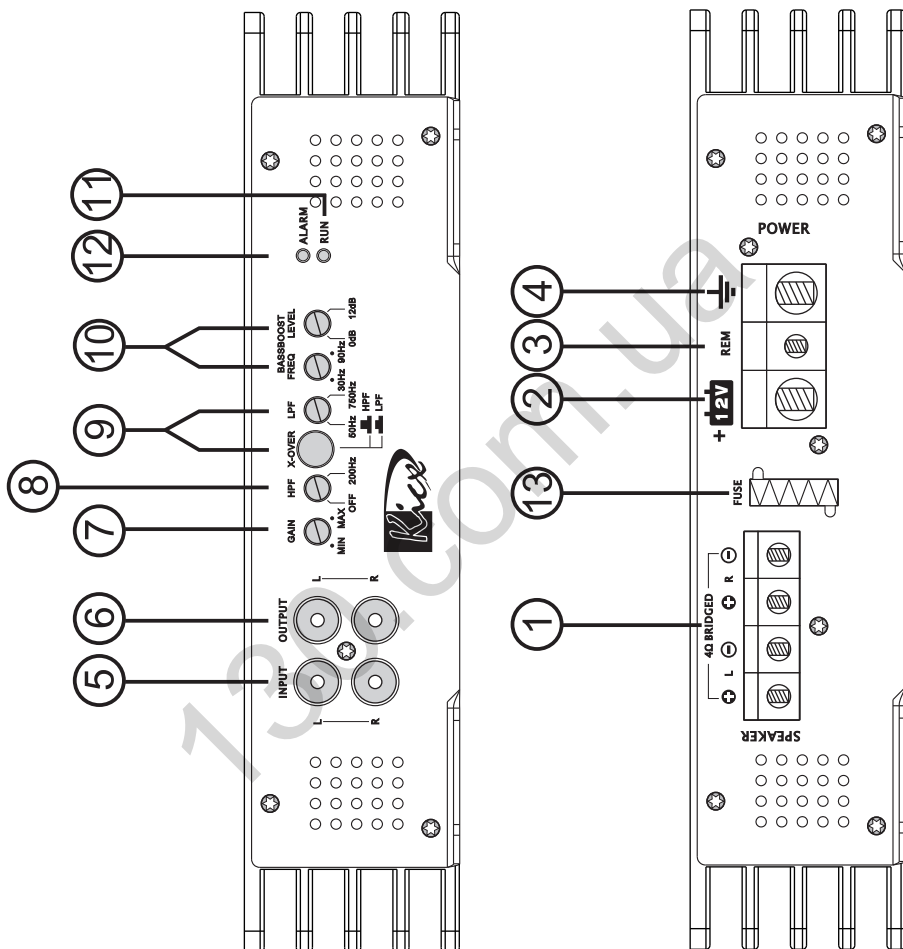 5
6
7
8
9
10
12
11
INPUT
OUTPUT
L
R
L
R
GAIN
MIN MAX
HPF
OFF 200Hz
X-OVER
LPF
50Hz 750Hz
HPF
LPF
BASSBOOST
FREQ LEVEL
30Hz 90Hz
0dB 12dB
ALARM
RUN
Kicx
1
13
2
3
4
4Ω BRIDGED
+ L − + R −
SPEAKER
FUSE
+ 12V
REM
POWER
130.com.ua